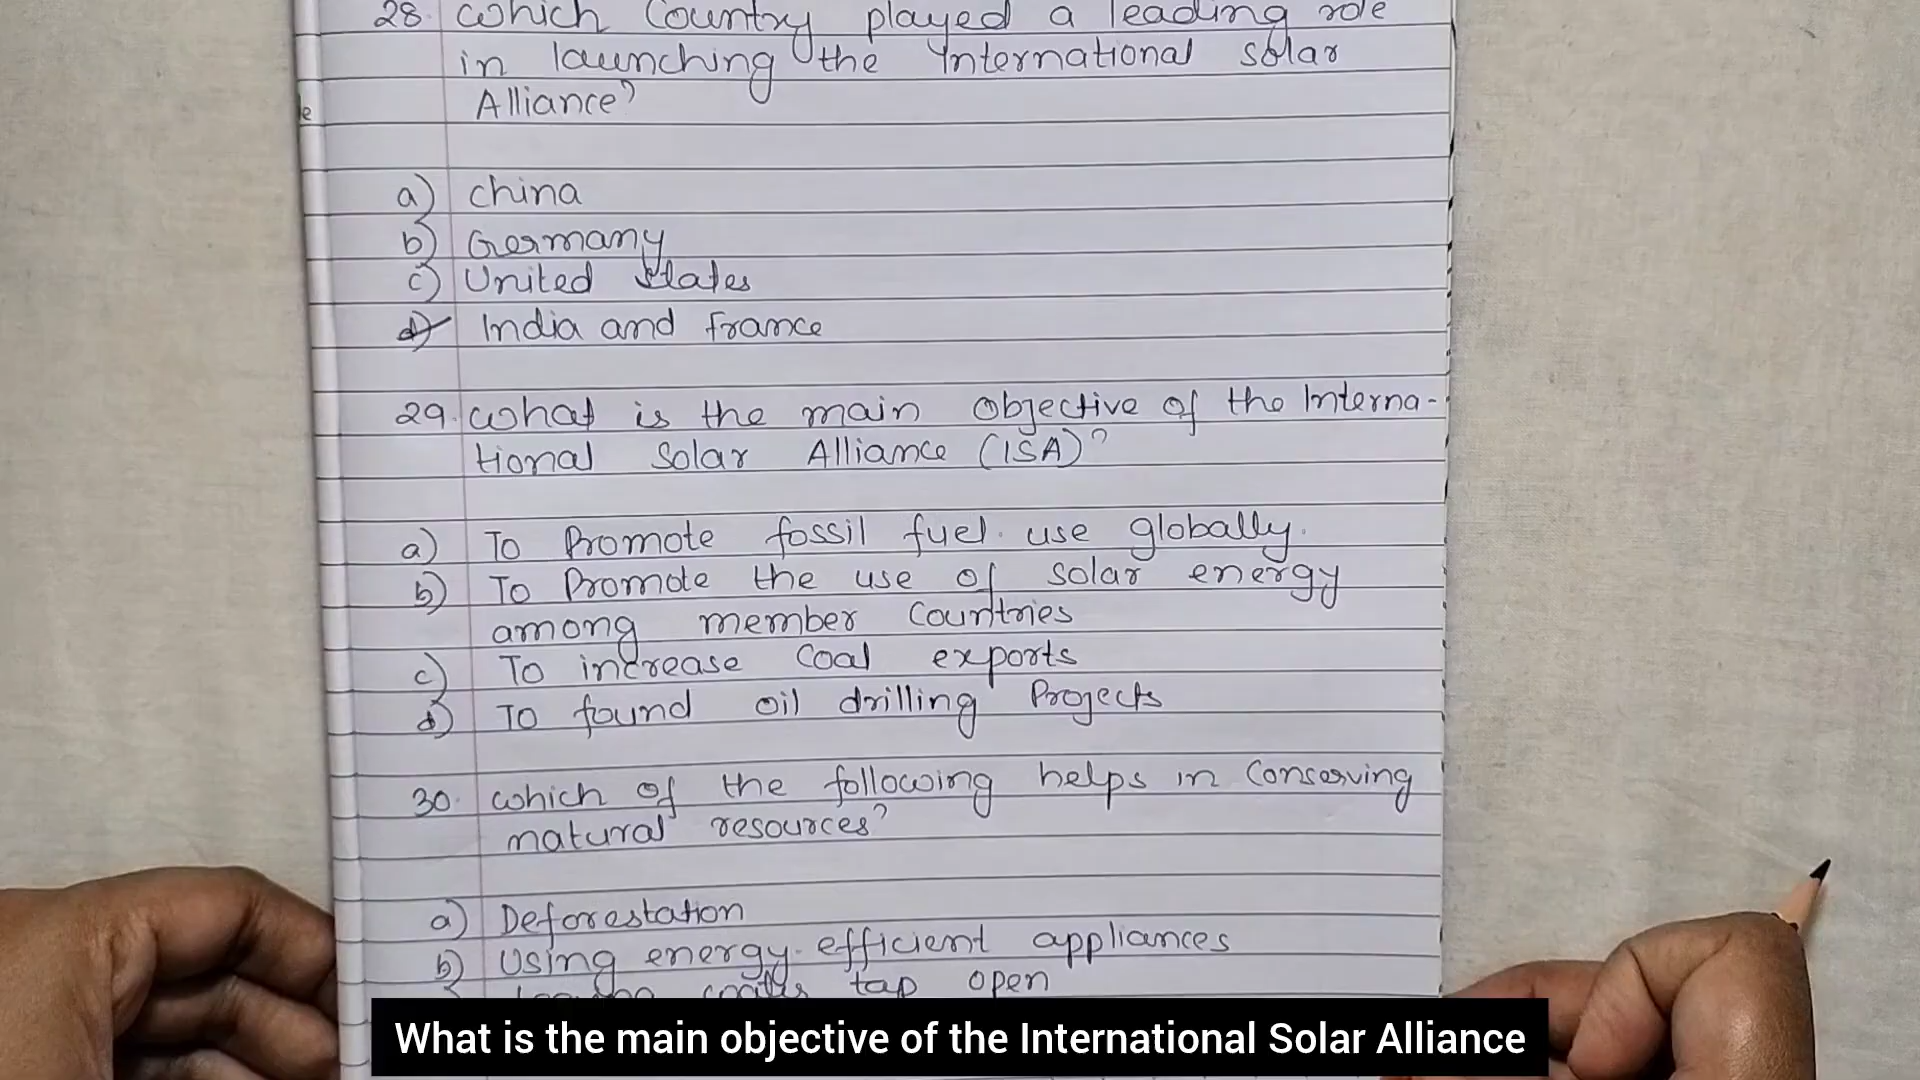 28. Which Country played a leading role
in launching the International solar
Alliance?
e
a) China
b) Germany
c) United States
d) India and france
29. What is the main objective of the Interna-
tional Solar Alliance (ISA)?
a) To Promote fossil fuel use globally.
b) To Promote the use of solar energy
among member Countries
c) To increase Coal exports
d) To found oil drilling Projects
30. Which of the following helps in Conserving
natural resources?
a) Deforestation
b) Using energy-efficient appliances
tap open
What is the main objective of the International Solar Alliance